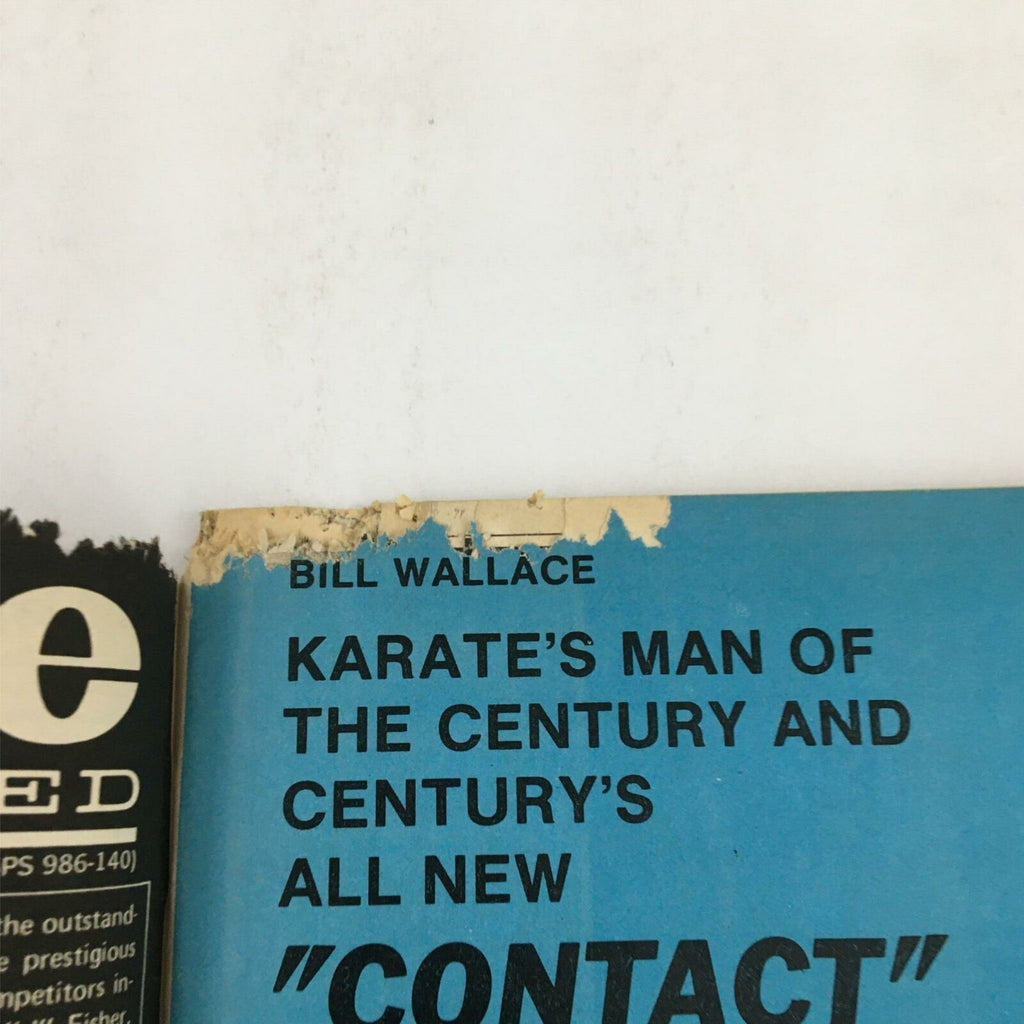 e
ED
PS 986-140)
the outstand-
e prestigious
mpetitors in-
Fisher,
BILL WALLACE
KARATE'S MAN OF
THE CENTURY AND
CENTURY'S
ALL NEW
"CONTACT"